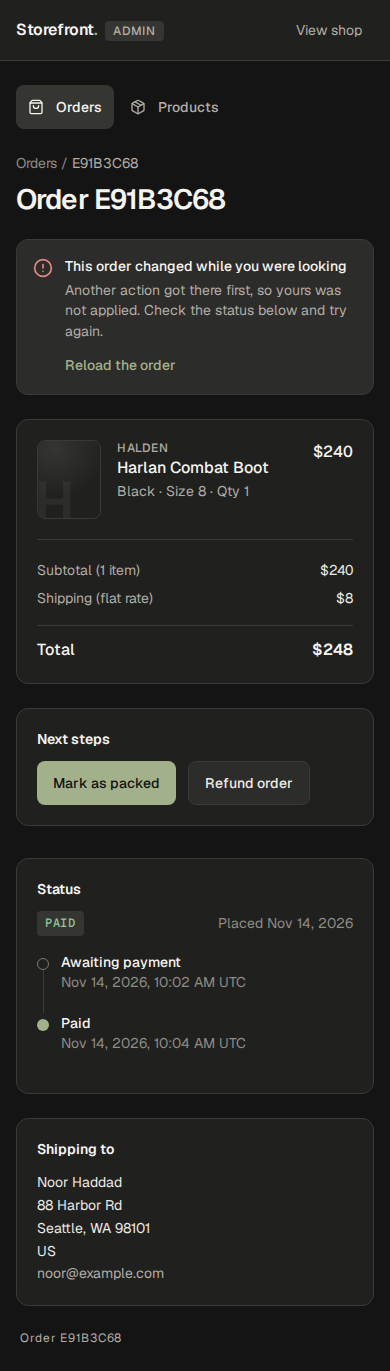 Storefront. ADMIN View shop
Orders Products
Orders / E91B3C68
Order E91B3C68
This order changed while you were looking
Another action got there first, so yours was
not applied. Check the status below and try
again.
Reload the order
H
HALDEN
Harlan Combat Boot
Black · Size 8 · Qty 1
$240
Subtotal (1 item) $240
Shipping (flat rate) $8
Total $248
Next steps
Mark as packed Refund order
Status
PAID Placed Nov 14, 2026
Awaiting payment
Nov 14, 2026, 10:02 AM UTC
Paid
Nov 14, 2026, 10:04 AM UTC
Shipping to
Noor Haddad
88 Harbor Rd
Seattle, WA 98101
US
noor@example.com
Order E91B3C68